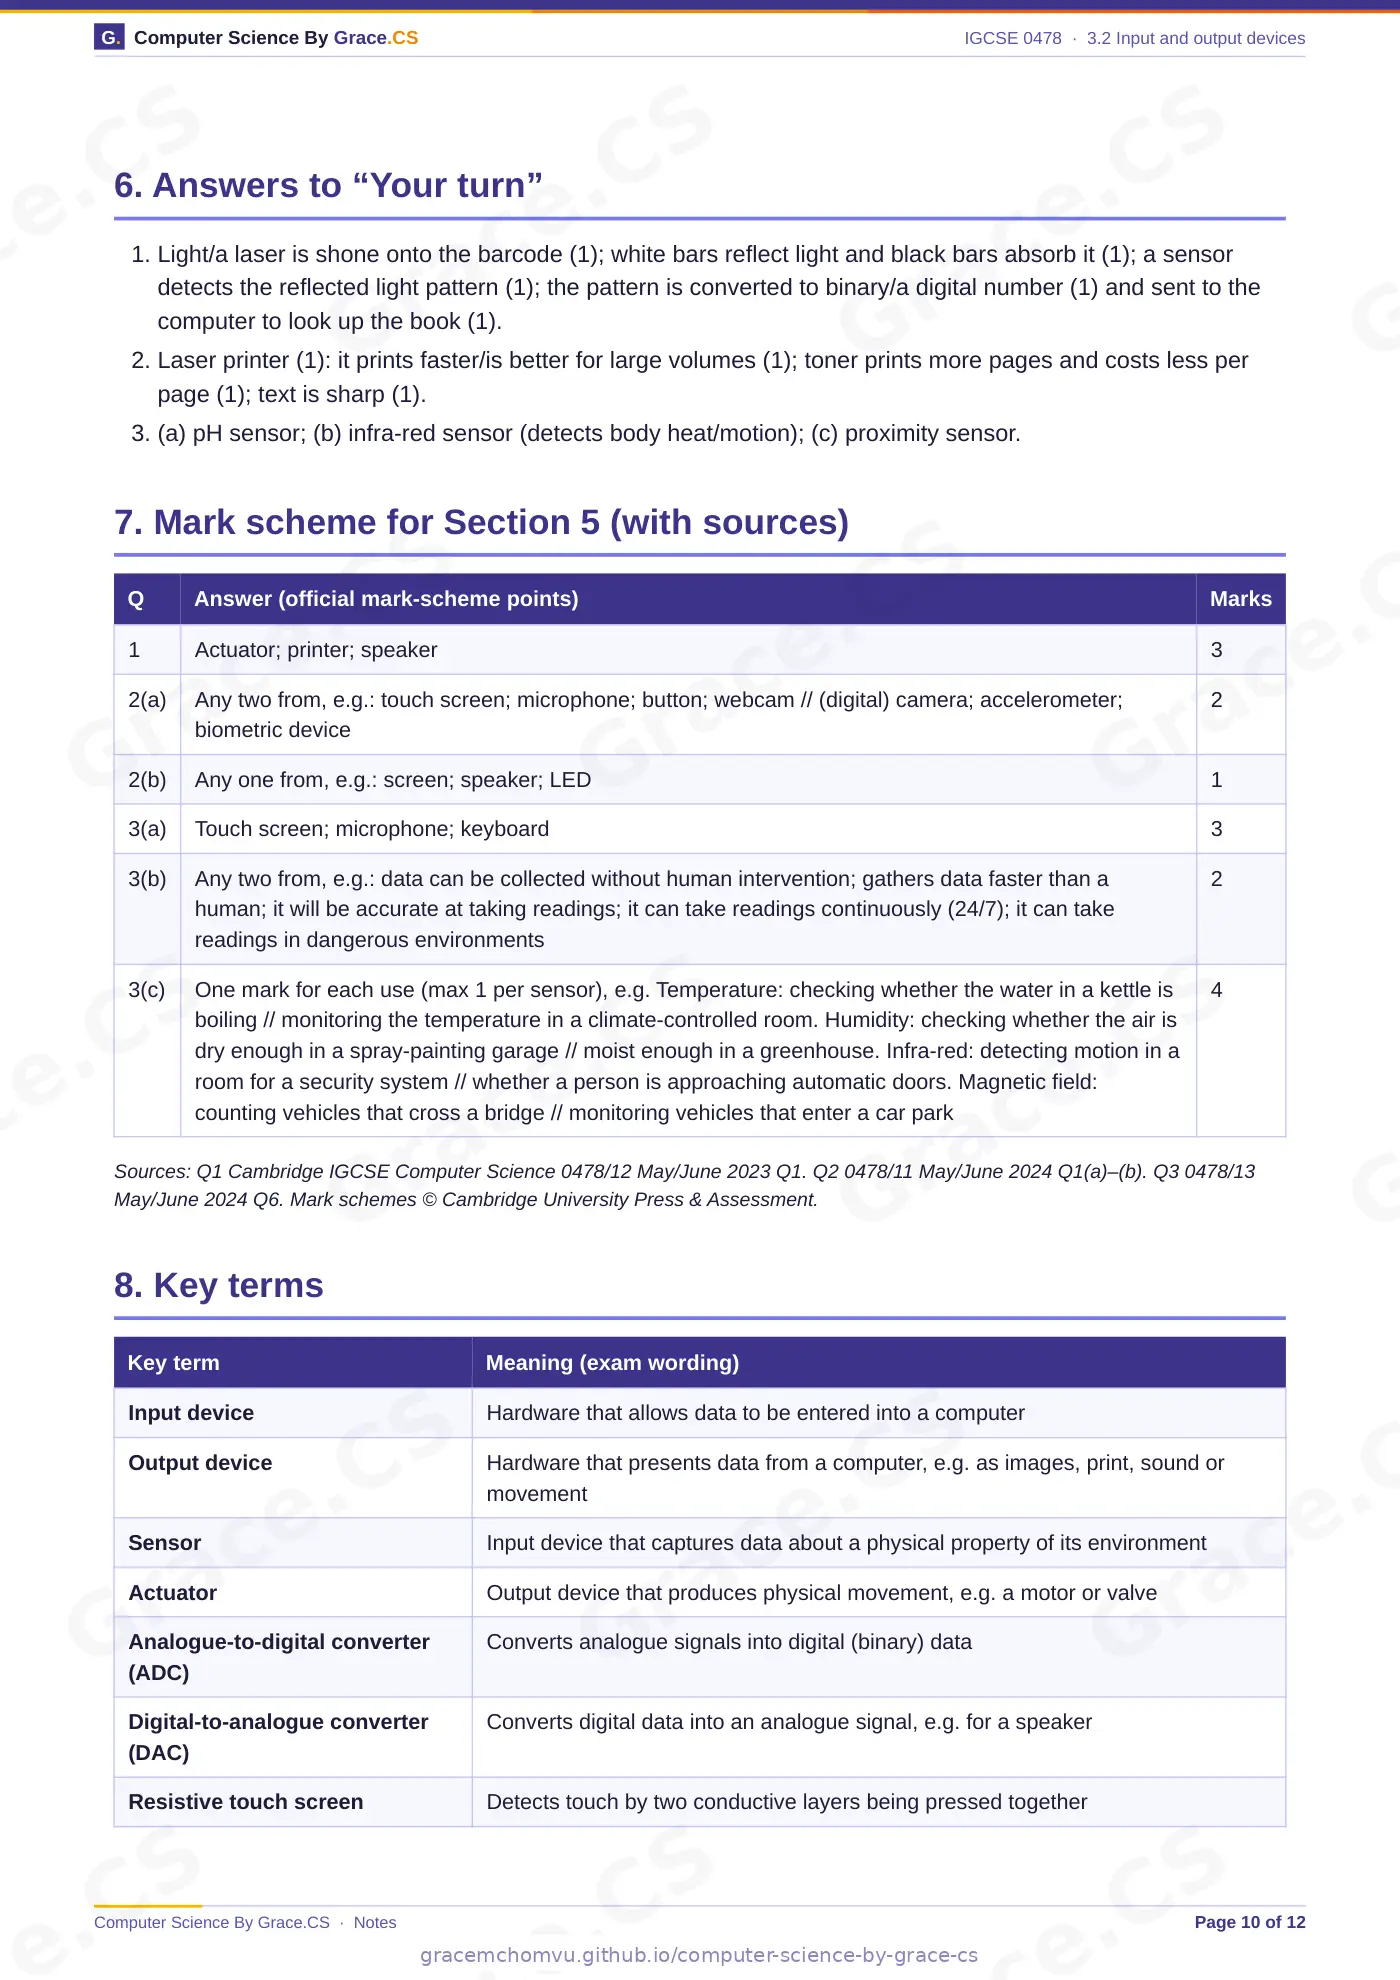 G. Computer Science By Grace.CS
IGCSE 0478 · 3.2 Input and output devices
6. Answers to “Your turn”
1. Light/a laser is shone onto the barcode (1); white bars reflect light and black bars absorb it (1); a sensor
detects the reflected light pattern (1); the pattern is converted to binary/a digital number (1) and sent to the
computer to look up the book (1).
2. Laser printer (1): it prints faster/is better for large volumes (1); toner prints more pages and costs less per
page (1); text is sharp (1).
3. (a) pH sensor; (b) infra-red sensor (detects body heat/motion); (c) proximity sensor.
7. Mark scheme for Section 5 (with sources)
Q Answer (official mark-scheme points) Marks
1 Actuator; printer; speaker 3
2(a) Any two from, e.g.: touch screen; microphone; button; webcam // (digital) camera; accelerometer; 2
biometric device
2(b) Any one from, e.g.: screen; speaker; LED 1
3(a) Touch screen; microphone; keyboard 3
3(b) Any two from, e.g.: data can be collected without human intervention; gathers data faster than a 2
human; it will be accurate at taking readings; it can take readings continuously (24/7); it can take
readings in dangerous environments
3(c) One mark for each use (max 1 per sensor), e.g. Temperature: checking whether the water in a kettle is 4
boiling // monitoring the temperature in a climate-controlled room. Humidity: checking whether the air is
dry enough in a spray-painting garage // moist enough in a greenhouse. Infra-red: detecting motion in a
room for a security system // whether a person is approaching automatic doors. Magnetic field:
counting vehicles that cross a bridge // monitoring vehicles that enter a car park
Sources: Q1 Cambridge IGCSE Computer Science 0478/12 May/June 2023 Q1. Q2 0478/11 May/June 2024 Q1(a)–(b). Q3 0478/13
May/June 2024 Q6. Mark schemes © Cambridge University Press & Assessment.
8. Key terms
Key term Meaning (exam wording)
Input device Hardware that allows data to be entered into a computer
Output device Hardware that presents data from a computer, e.g. as images, print, sound or
movement
Sensor Input device that captures data about a physical property of its environment
Actuator Output device that produces physical movement, e.g. a motor or valve
Analogue-to-digital converter Converts analogue signals into digital (binary) data
(ADC)
Digital-to-analogue converter Converts digital data into an analogue signal, e.g. for a speaker
(DAC)
Resistive touch screen Detects touch by two conductive layers being pressed together
Computer Science By Grace.CS · Notes
Page 10 of 12
gracemchomvu.github.io/computer-science-by-grace-cs